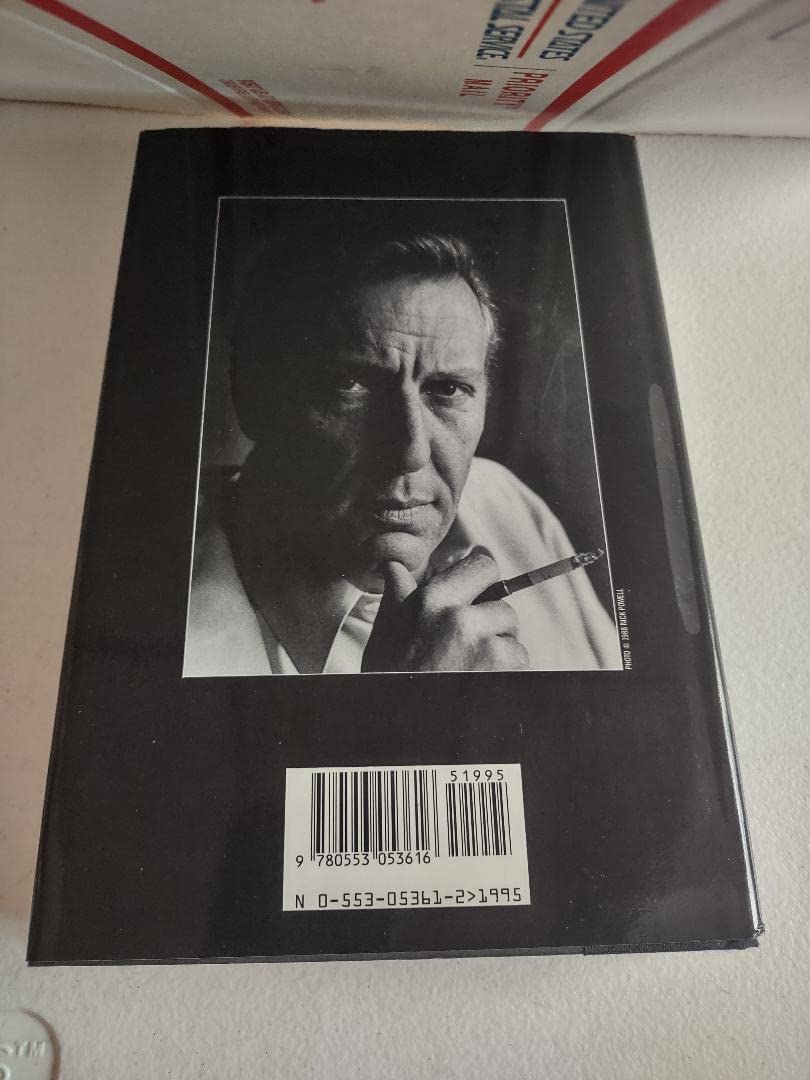 UNITED STATES
POSTAL SERVICE
PRIORITY
MAIL
PHOTO © 1988 NICK POWELL
51995
9 780553 053616
N 0-553-05361-2>1995
TM